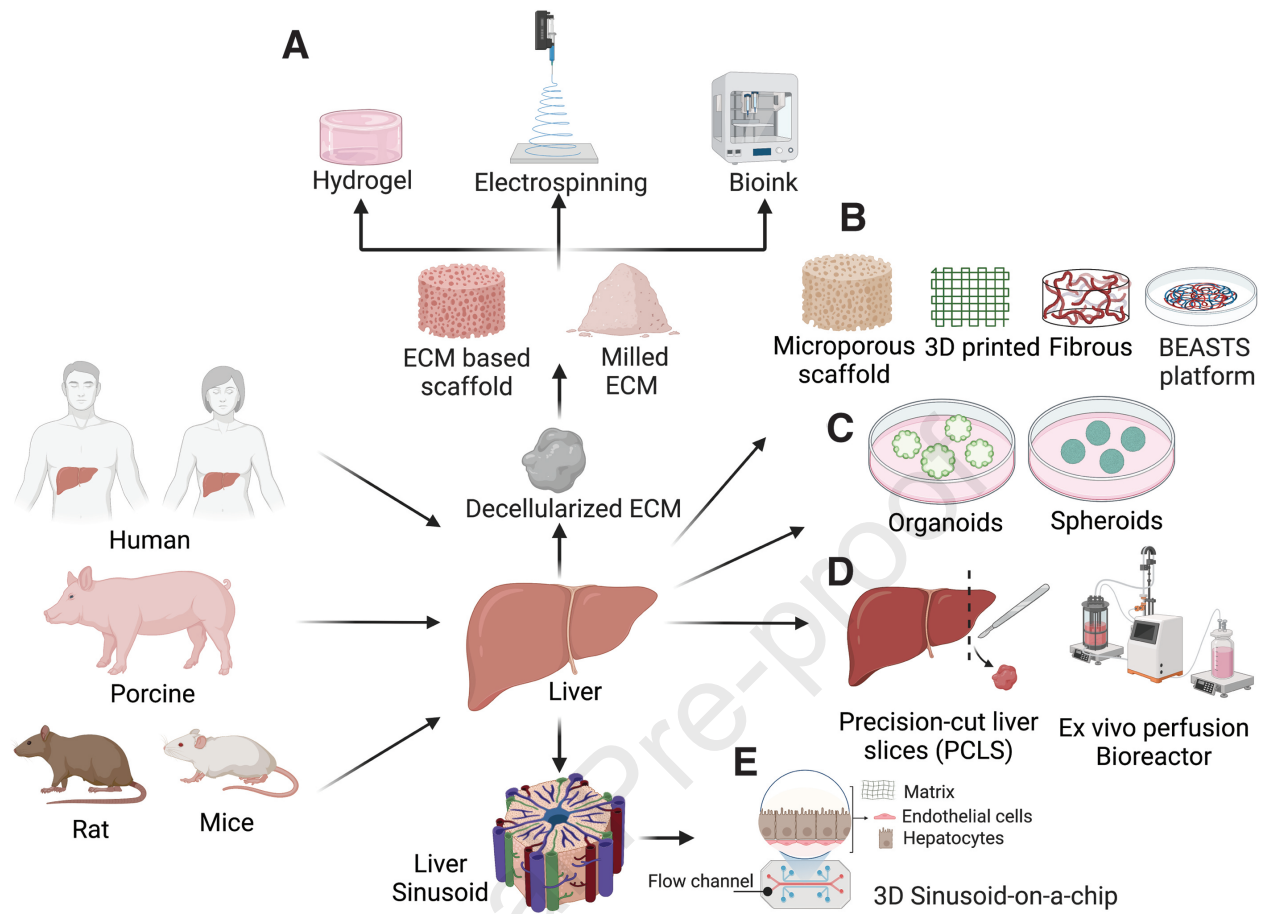 A
Hydrogel
Electrospinning
Bioink
B
ECM based
scaffold
Milled
ECM
Microporous
scaffold
3D printed
Fibrous
BEASTS
platform
C
Decellularized ECM
Organoids
Spheroids
Human
D
Porcine
Liver
Precision-cut liver
slices (PCLS)
Ex vivo perfusion
Bioreactor
Rat
Mice
E
Matrix
Endothelial cells
Hepatocytes
Liver
Sinusoid
Flow channel
3D Sinusoid-on-a-chip
Pre-proof